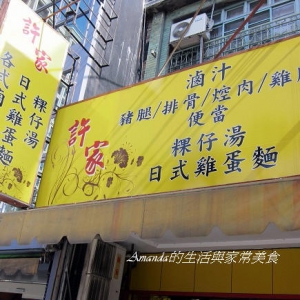 許家
日
粿仔湯
各式雞蛋麵
滷汁
豬腿/排骨/焢肉/雞
便當
許家
粿仔湯
日式雞蛋麵
Amanda的生活與家常美食